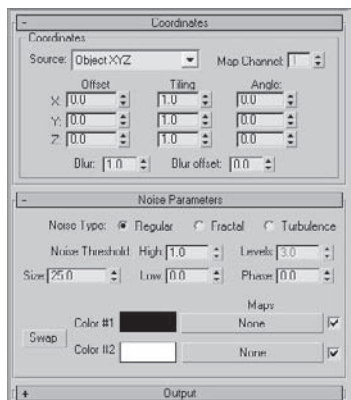 - Coordinates
Coordinates
Source: Object XYZ Map Channel: 1
Offset Tiling Angle:
X: 0.0 1.0 0.0
Y: 0.0 1.0 0.0
Z: 0.0 1.0 0.0
Blur: 1.0 Blur offset: 0.0
- Noise Parameters
Noise Type: Regular Fractal Turbulence
Noise Threshold: High: 1.0 Levels: 3.0
Size: 25.0 Low: 0.0 Phase: 0.0
Maps
Color #1 None
Swap
Color #2 None
+ Output